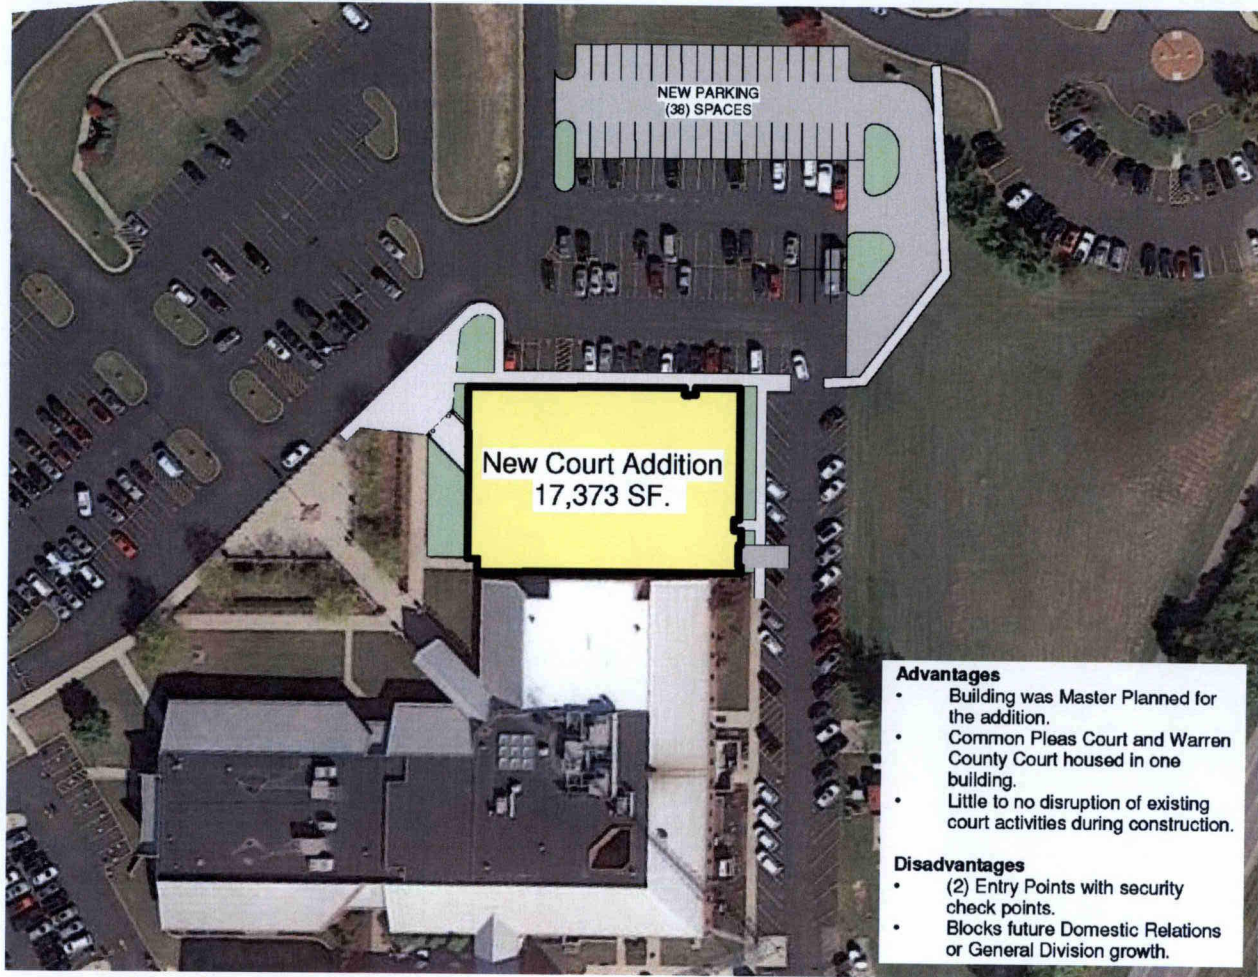 NEW PARKING
(38) SPACES
New Court Addition
17,373 SF.
Advantages
• Building was Master Planned for
the addition.
• Common Pleas Court and Warren
County Court housed in one
building.
• Little to no disruption of existing
court activities during construction.
Disadvantages
• (2) Entry Points with security
check points.
• Blocks future Domestic Relations
or General Division growth.